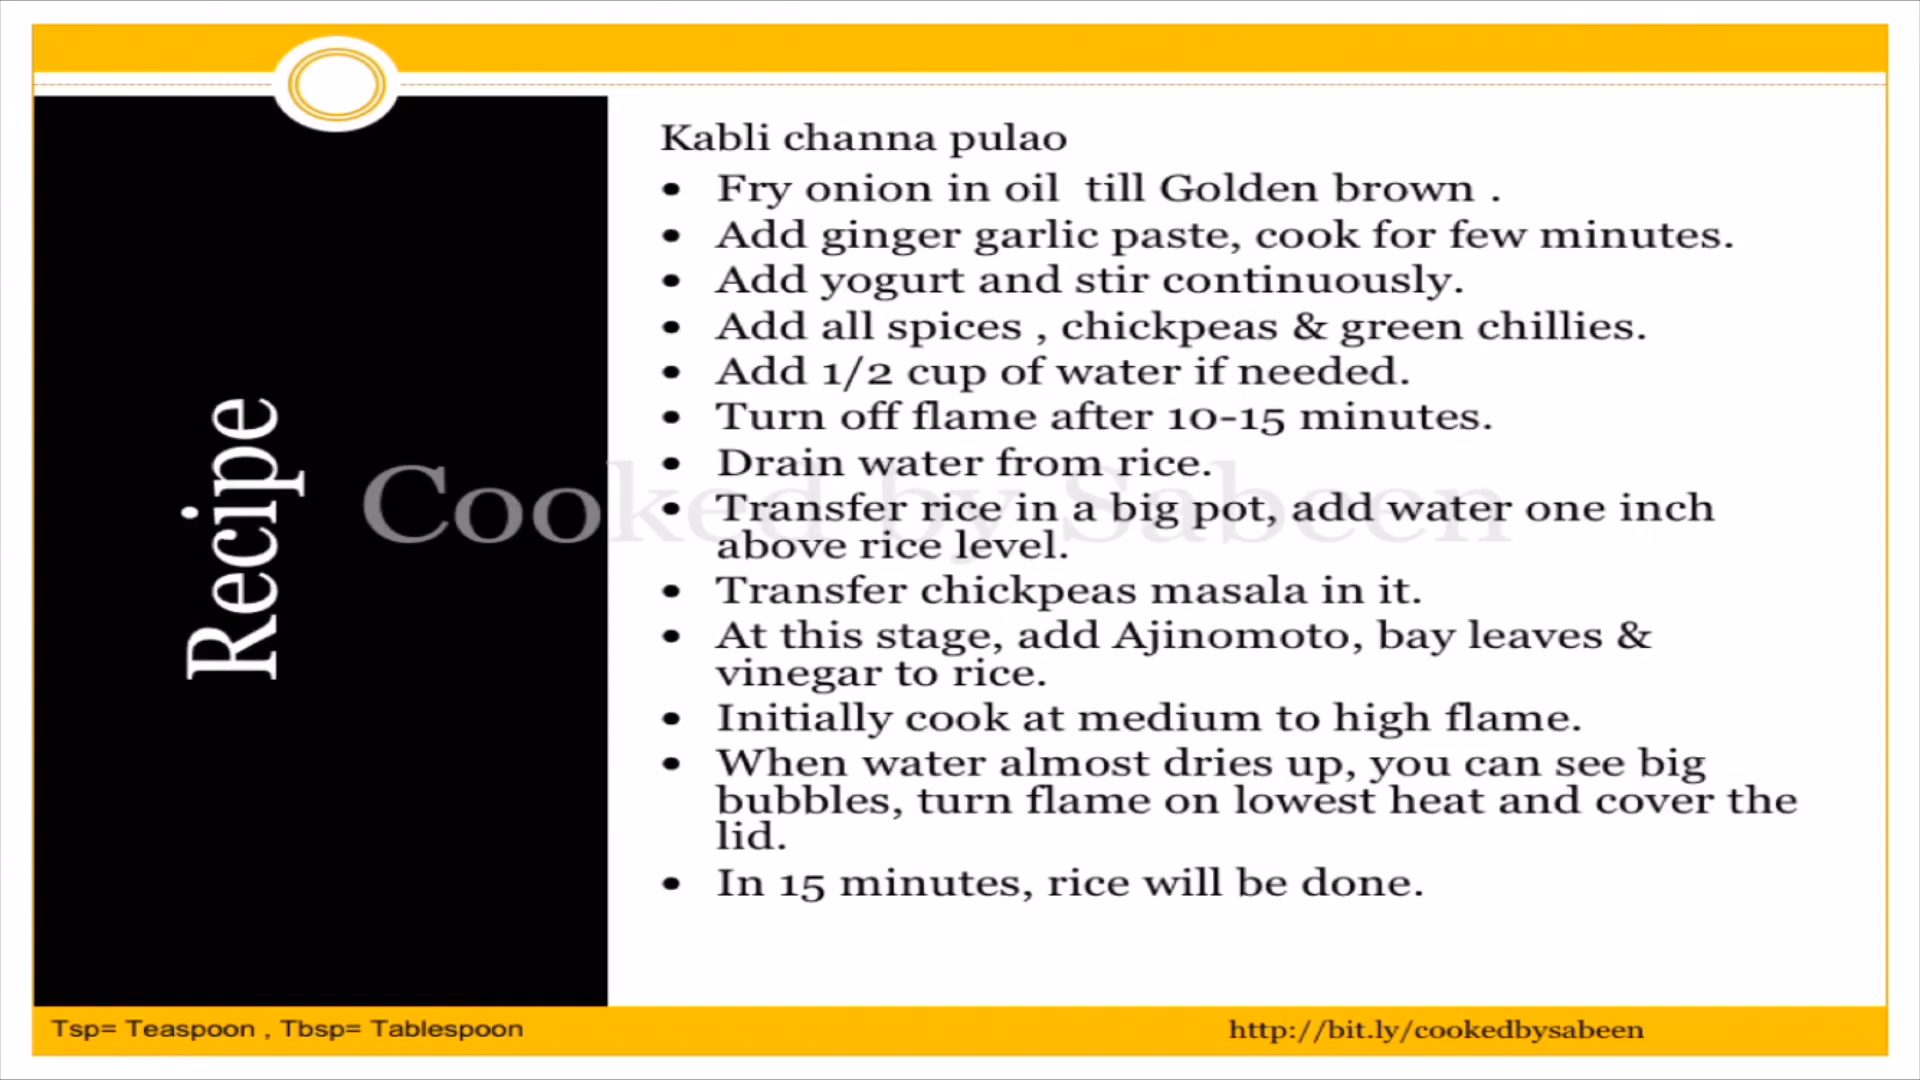 Kabli channa pulao
• Fry onion in oil  till Golden brown .
• Add ginger garlic paste, cook for few minutes.
• Add yogurt and stir continuously.
• Add all spices , chickpeas & green chillies.
• Add 1/2 cup of water if needed.
• Turn off flame after 10-15 minutes.
• Drain water from rice.
• Transfer rice in a big pot, add water one inch
above rice level.
• Transfer chickpeas masala in it.
• At this stage, add Ajinomoto, bay leaves &
vinegar to rice.
• Initially cook at medium to high flame.
• When water almost dries up, you can see big
bubbles, turn flame on lowest heat and cover the
lid.
• In 15 minutes, rice will be done.
Recipe
Cooked by Sabeen
Tsp= Teaspoon , Tbsp= Tablespoon
http://bit.ly/cookedbysabeen